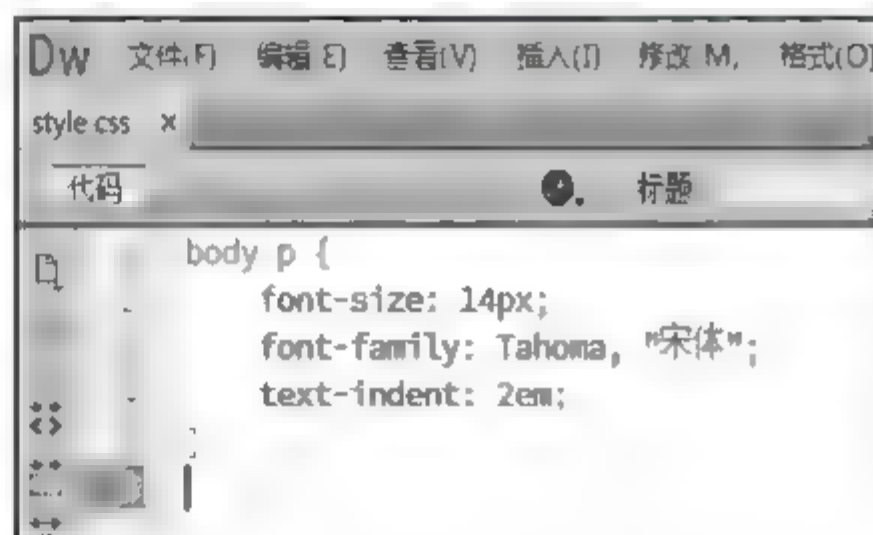 Dw 文件(F) 编辑(E) 查看(V) 插入(I) 修改(M) 格式(O)
style.css ×
代码 标题
body p {
font-size: 14px;
font-family: Tahoma, "宋体";
text-indent: 2em;
}